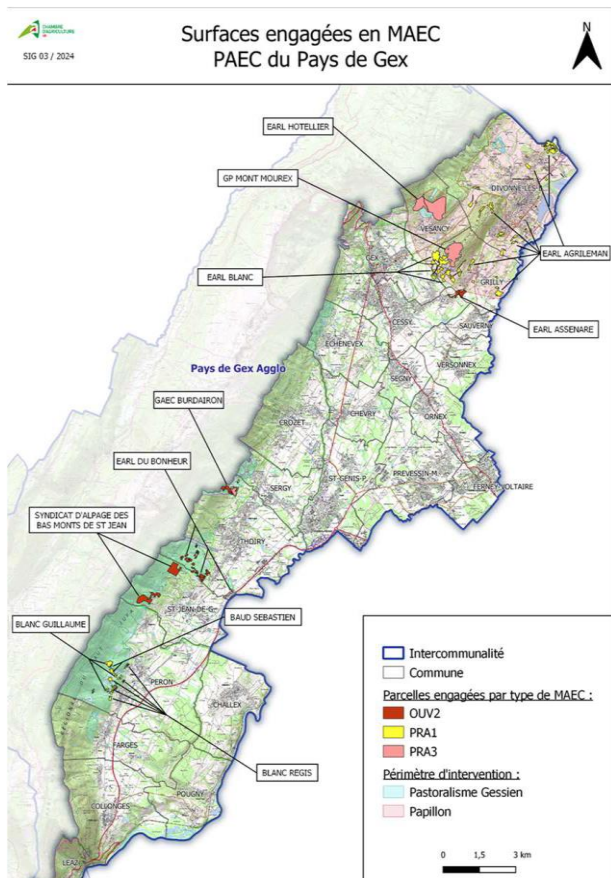 CHAMBRE
D'AGRICULTURE
SIG 03 / 2024
Surfaces engagées en MAEC
PAEC du Pays de Gex
N
EARL HOTELLIER
GP MONT MOUREX
DIVONNE-LES-B.
VESANCY
GEX
EARL AGRILEMAN
EARL BLANC
GRILLY
CESSY
EARL ASSENARE
SAUVERNY
ECHENEVEX
VERSONNEX
Pays de Gex Agglo
SEGNY
GAEC BURDAIRON
CHEVRY
ORNEX
CROZET
EARL DU BONHEUR
ST-GENIS-P.
PREVESSIN-M.
SERGY
FERNEY-VOLTAIRE
SYNDICAT D'ALPAGE DES
BAS MONTS DE ST JEAN
THOIRY
ST-JEAN-DE-G.
BLANC GUILLAUME
BAUD SEBASTIEN
PERON
CHALLEX
FARGES
BLANC REGIS
POUGNY
COLLONGES
LEAZ
Intercommunalité
Commune
Parcelles engagées par type de MAEC :
OUV2
PRA1
PRA3
Périmètre d'intervention :
Pastoralisme Gessien
Papillon
0 1,5 3 km